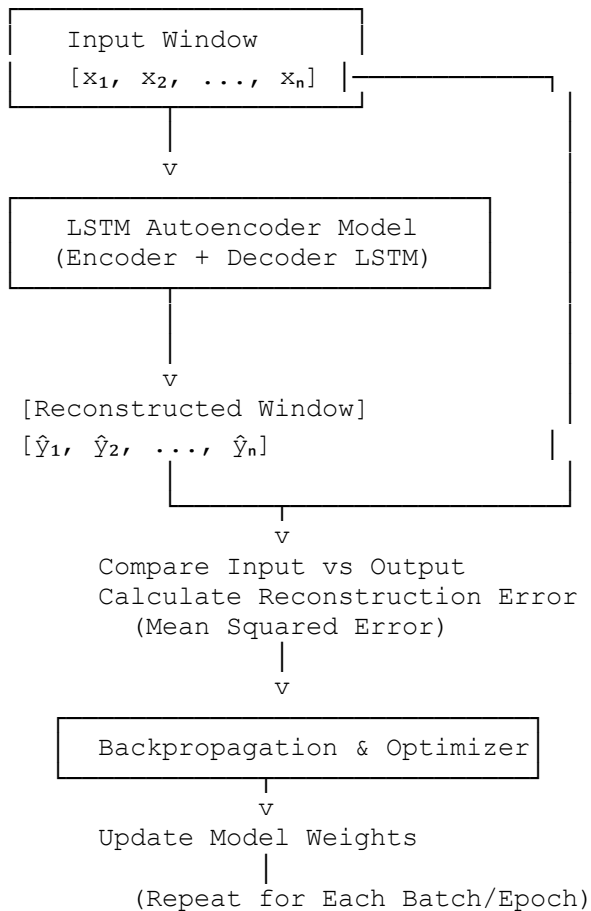 Input Window
[x₁, x₂, ..., xₙ]
v
LSTM Autoencoder Model
(Encoder + Decoder LSTM)
v
[Reconstructed Window]
[ŷ₁, ŷ₂, ..., ŷₙ]
v
Compare Input vs Output
Calculate Reconstruction Error
(Mean Squared Error)
v
Backpropagation & Optimizer
v
Update Model Weights
(Repeat for Each Batch/Epoch)